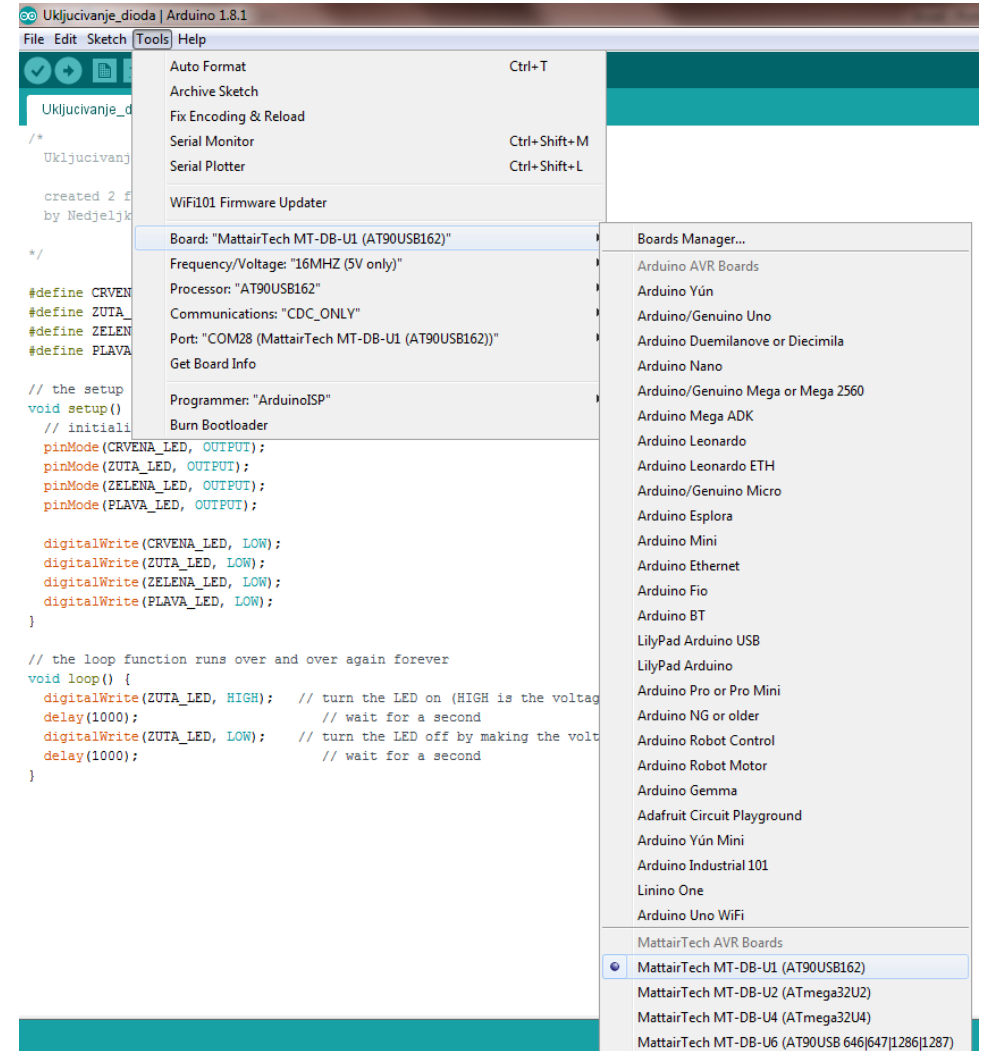 Ukljucivanje_dioda | Arduino 1.8.1
File Edit Sketch Tools Help
Auto Format Ctrl+T
Archive Sketch
Fix Encoding & Reload
Serial Monitor Ctrl+Shift+M
Serial Plotter Ctrl+Shift+L
WiFi101 Firmware Updater
Board: "MattairTech MT-DB-U1 (AT90USB162)"
Frequency/Voltage: "16MHZ (5V only)"
Processor: "AT90USB162"
Communications: "CDC_ONLY"
Port: "COM28 (MattairTech MT-DB-U1 (AT90USB162))"
Get Board Info
Programmer: "ArduinoISP"
Burn Bootloader
Boards Manager...
Arduino AVR Boards
Arduino Yún
Arduino/Genuino Uno
Arduino Duemilanove or Diecimila
Arduino Nano
Arduino/Genuino Mega or Mega 2560
Arduino Mega ADK
Arduino Leonardo
Arduino Leonardo ETH
Arduino/Genuino Micro
Arduino Esplora
Arduino Mini
Arduino Ethernet
Arduino Fio
Arduino BT
LilyPad Arduino USB
LilyPad Arduino
Arduino Pro or Pro Mini
Arduino NG or older
Arduino Robot Control
Arduino Robot Motor
Arduino Gemma
Adafruit Circuit Playground
Arduino Yún Mini
Arduino Industrial 101
Linino One
Arduino Uno WiFi
MattairTech AVR Boards
MattairTech MT-DB-U1 (AT90USB162)
MattairTech MT-DB-U2 (ATmega32U2)
MattairTech MT-DB-U4 (ATmega32U4)
MattairTech MT-DB-U6 (AT90USB 646|647|1286|1287)
Ukljucivanje_d
/*
Ukljucivanj
created 2 f
by Nedjeljk
*/
#define CRVEN
#define ZUTA_
#define ZELEN
#define PLAVA
// the setup
void setup()
// initiali
pinMode(CRVENA_LED, OUTPUT);
pinMode(ZUTA_LED, OUTPUT);
pinMode(ZELENA_LED, OUTPUT);
pinMode(PLAVA_LED, OUTPUT);
digitalWrite(CRVENA_LED, LOW);
digitalWrite(ZUTA_LED, LOW);
digitalWrite(ZELENA_LED, LOW);
digitalWrite(PLAVA_LED, LOW);
}
// the loop function runs over and over again forever
void loop() {
digitalWrite(ZUTA_LED, HIGH); // turn the LED on (HIGH is the voltag
delay(1000); // wait for a second
digitalWrite(ZUTA_LED, LOW); // turn the LED off by making the volt
delay(1000); // wait for a second
}